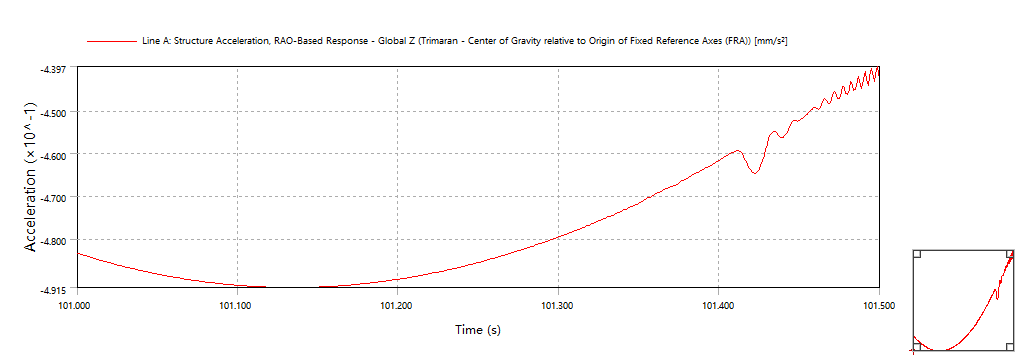 Line A: Structure Acceleration, RAO-Based Response - Global Z (Trimaran - Center of Gravity relative to Origin of Fixed Reference Axes (FRA)) [mm/s²]
Acceleration (×10^-1)
-4.397
-4.500
-4.600
-4.700
-4.800
-4.915
101.000 101.100 101.200 101.300 101.400 101.500
Time (s)